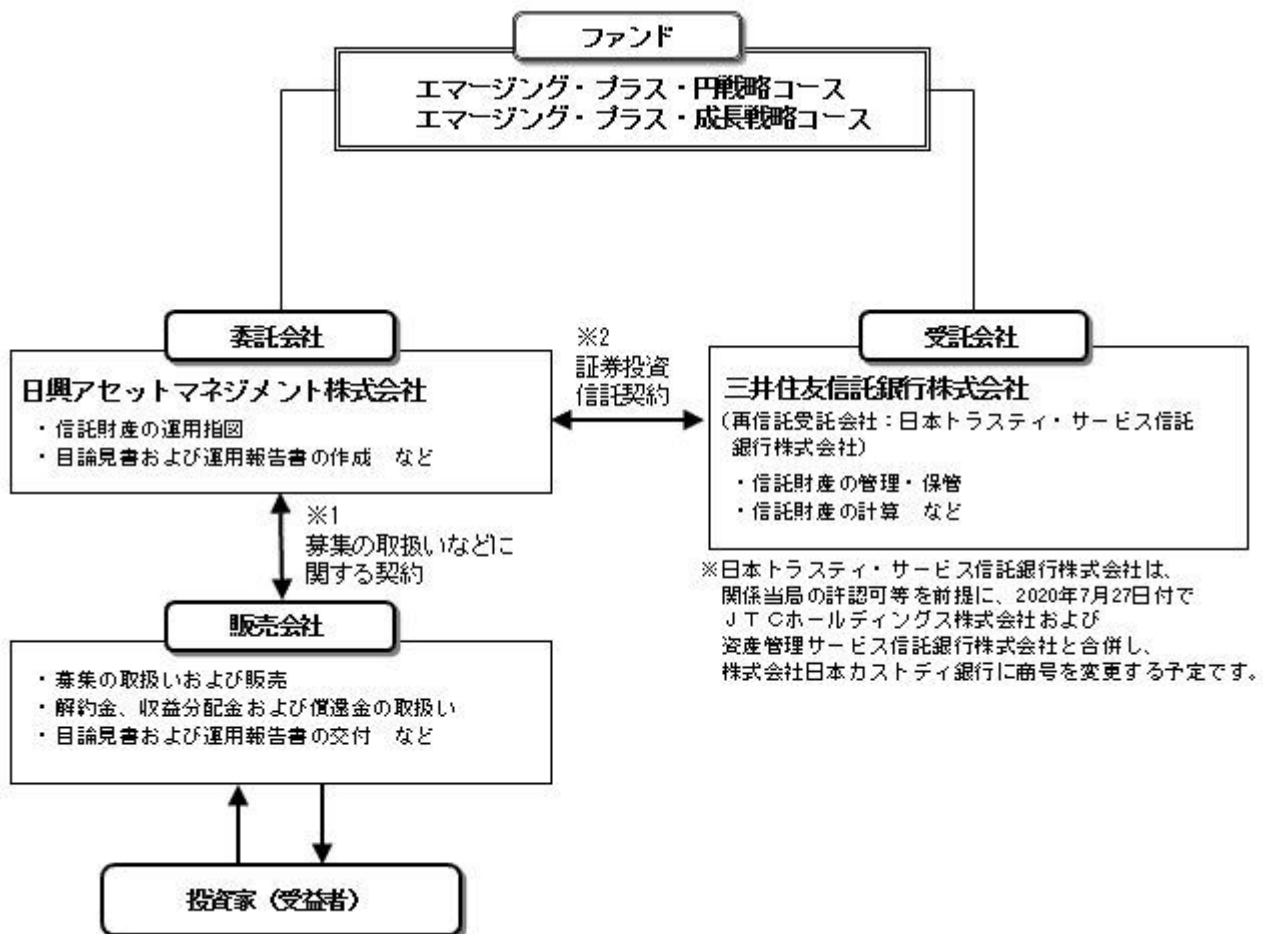 ファンド
エマージング・プラス・円戦略コース
エマージング・プラス・成長戦略コース
委託会社
日興アセットマネジメント株式会社
・信託財産の運用指図
・目論見書および運用報告書の作成 など
※2
証券投資
信託契約
受託会社
三井住友信託銀行株式会社
(再信託受託会社:日本トラスティ・サービス信託
銀行株式会社)
・信託財産の管理・保管
・信託財産の計算 など
※日本トラスティ・サービス信託銀行株式会社は、
関係当局の許認可等を前提に、2020年7月27日付で
JTCホールディングス株式会社および
資産管理サービス信託銀行株式会社と合併し、
株式会社日本カストディ銀行に商号を変更する予定です。
※1
募集の取扱いなどに
関する契約
販売会社
・募集の取扱いおよび販売
・解約金、収益分配金および償還金の取扱い
・目論見書および運用報告書の交付 など
投資家(受益者)